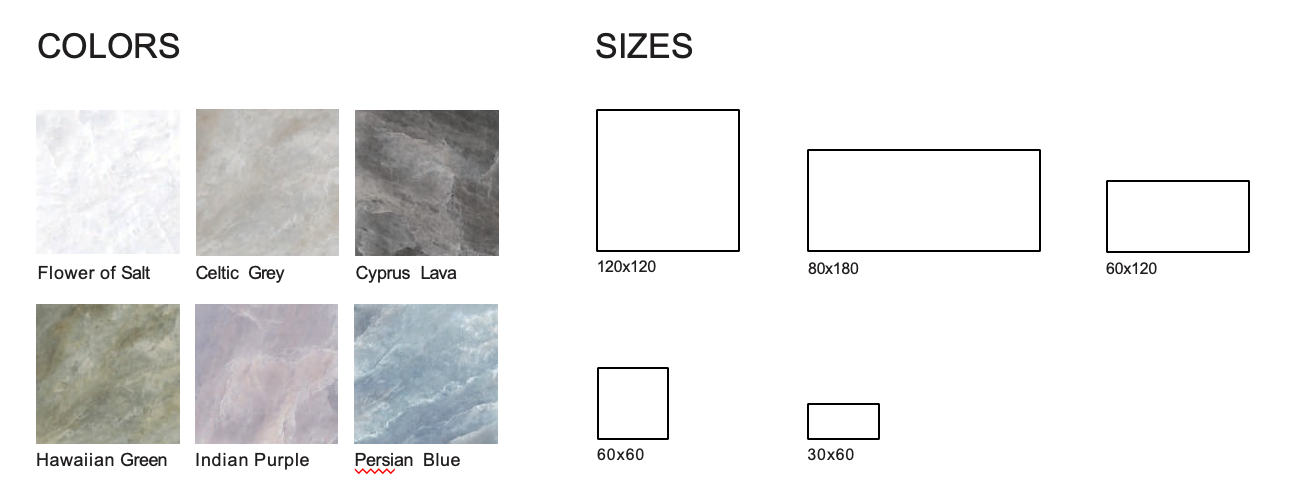 COLORS
Flower of Salt
Celtic Grey
Cyprus Lava
Hawaiian Green
Indian Purple
Persian Blue
SIZES
120x120
80x180
60x120
60x60
30x60